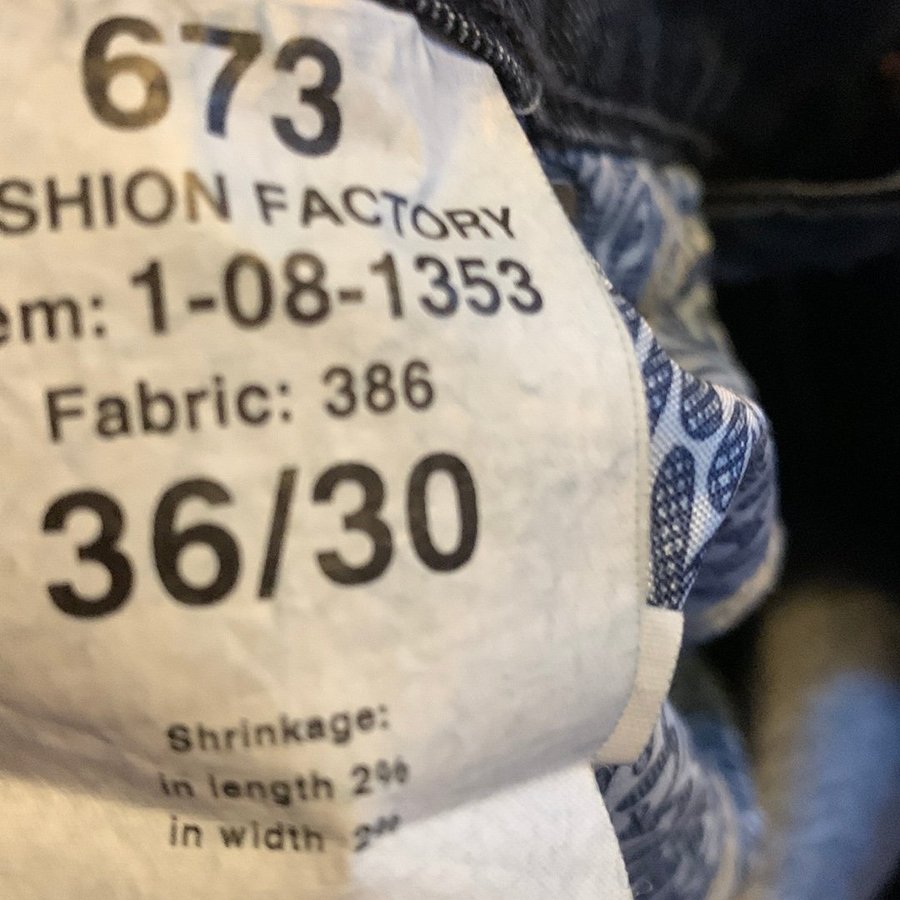 673
SHION FACTORY
em: 1-08-1353
Fabric: 386
36/30
Shrinkage:
in length 2%
in width